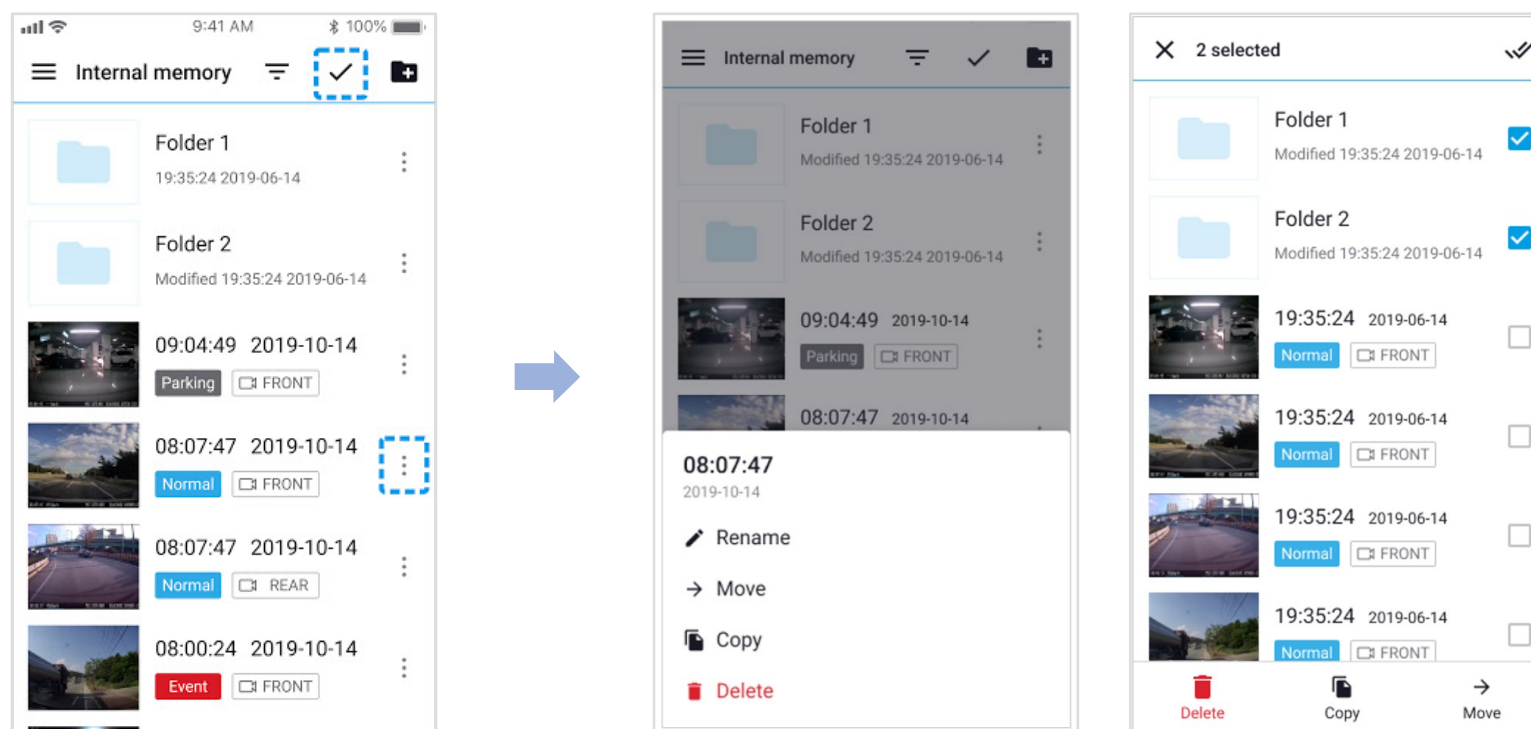 9:41 AM 100%
Internal memory
Folder 1
19:35:24 2019-06-14
Folder 2
Modified 19:35:24 2019-06-14
09:04:49 2019-10-14
Parking FRONT
08:07:47 2019-10-14
Normal FRONT
08:07:47 2019-10-14
Normal REAR
08:00:24 2019-10-14
Event FRONT
Internal memory
Folder 1
Modified 19:35:24 2019-06-14
Folder 2
Modified 19:35:24 2019-06-14
09:04:49 2019-10-14
Parking FRONT
08:07:47 2019-10-14
08:07:47
2019-10-14
Rename
Move
Copy
Delete
2 selected
Folder 1
Modified 19:35:24 2019-06-14
Folder 2
Modified 19:35:24 2019-06-14
19:35:24 2019-06-14
Normal FRONT
19:35:24 2019-06-14
Normal FRONT
19:35:24 2019-06-14
Normal FRONT
19:35:24 2019-06-14
Normal FRONT
Delete Copy Move